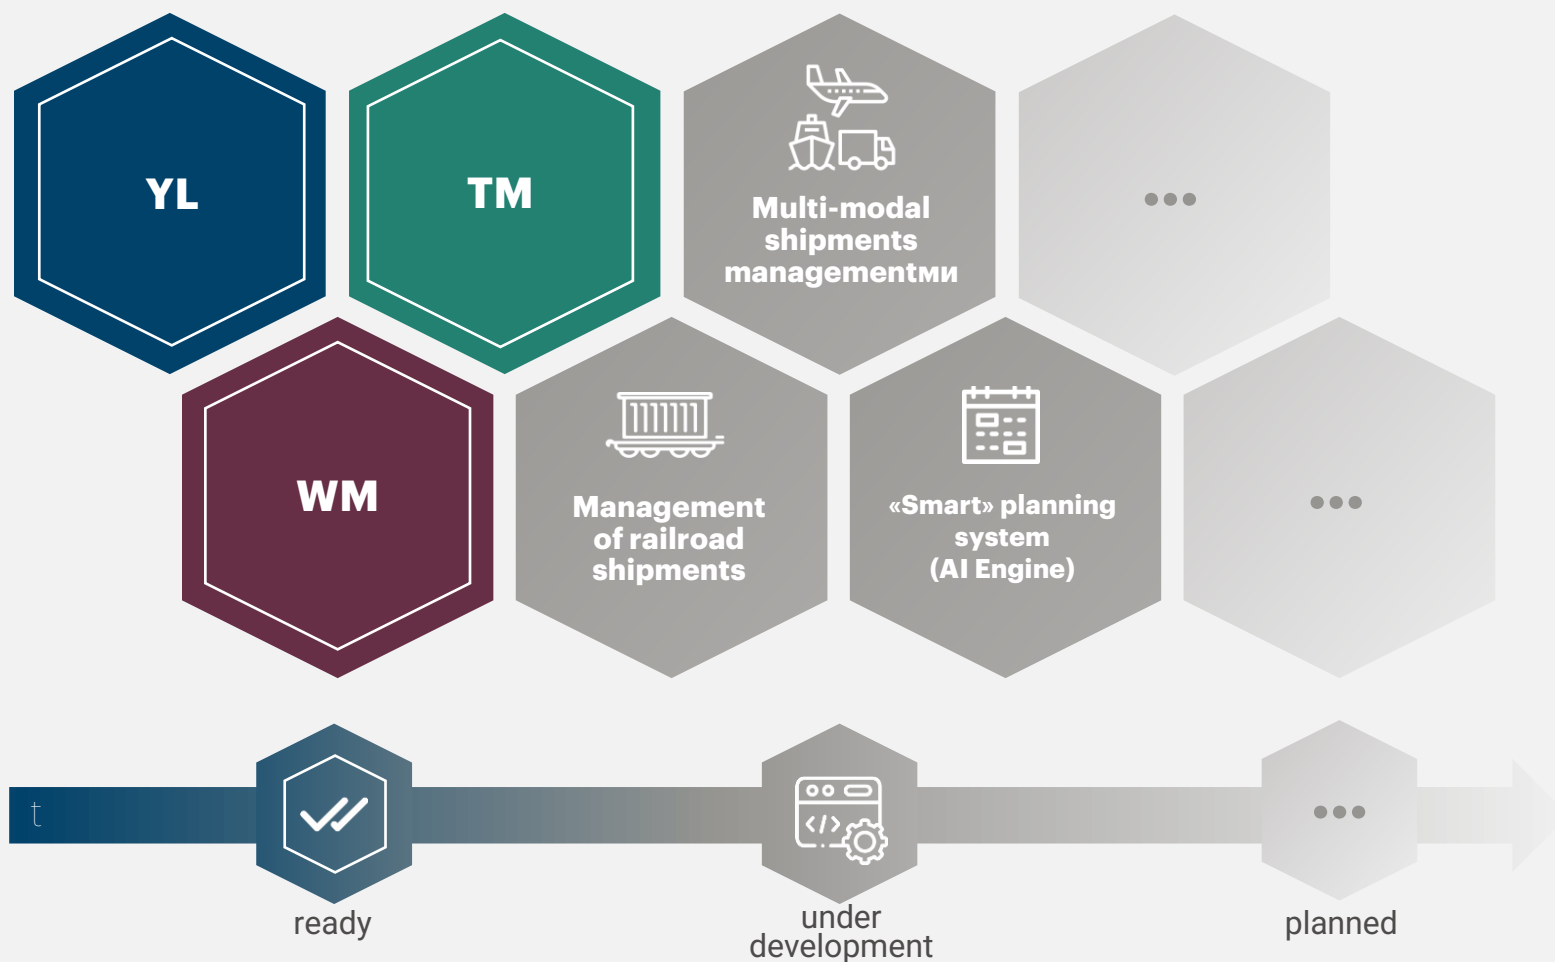 YL
TM
Multi-modal
shipments
managementми
WM
Management
of railroad
shipments
«Smart» planning
system
(AI Engine)
t
ready
under
development
planned